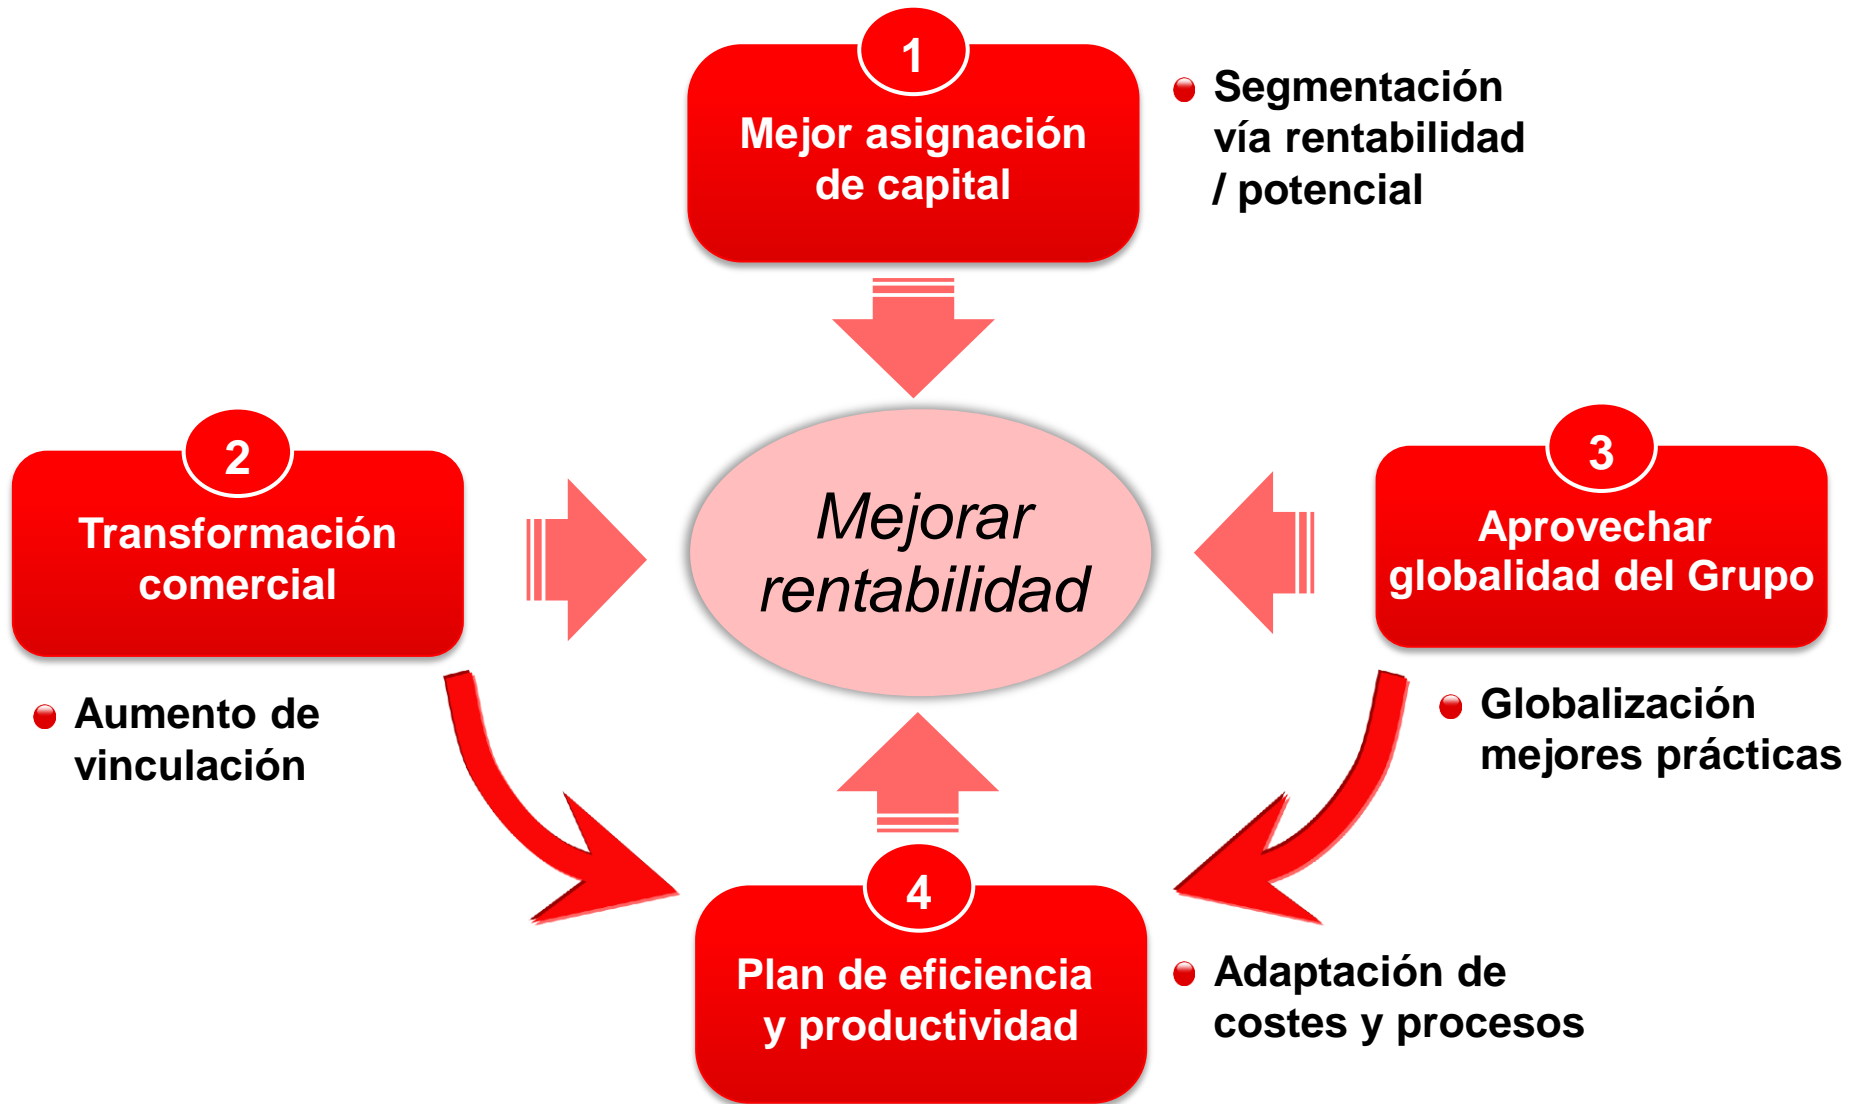 1
Mejor asignación
de capital
Segmentación
vía rentabilidad
/ potencial
2
Transformación
comercial
Aumento de
vinculación
Mejorar
rentabilidad
3
Aprovechar
globalidad del Grupo
Globalización
mejores prácticas
4
Plan de eficiencia
y productividad
Adaptación de
costes y procesos